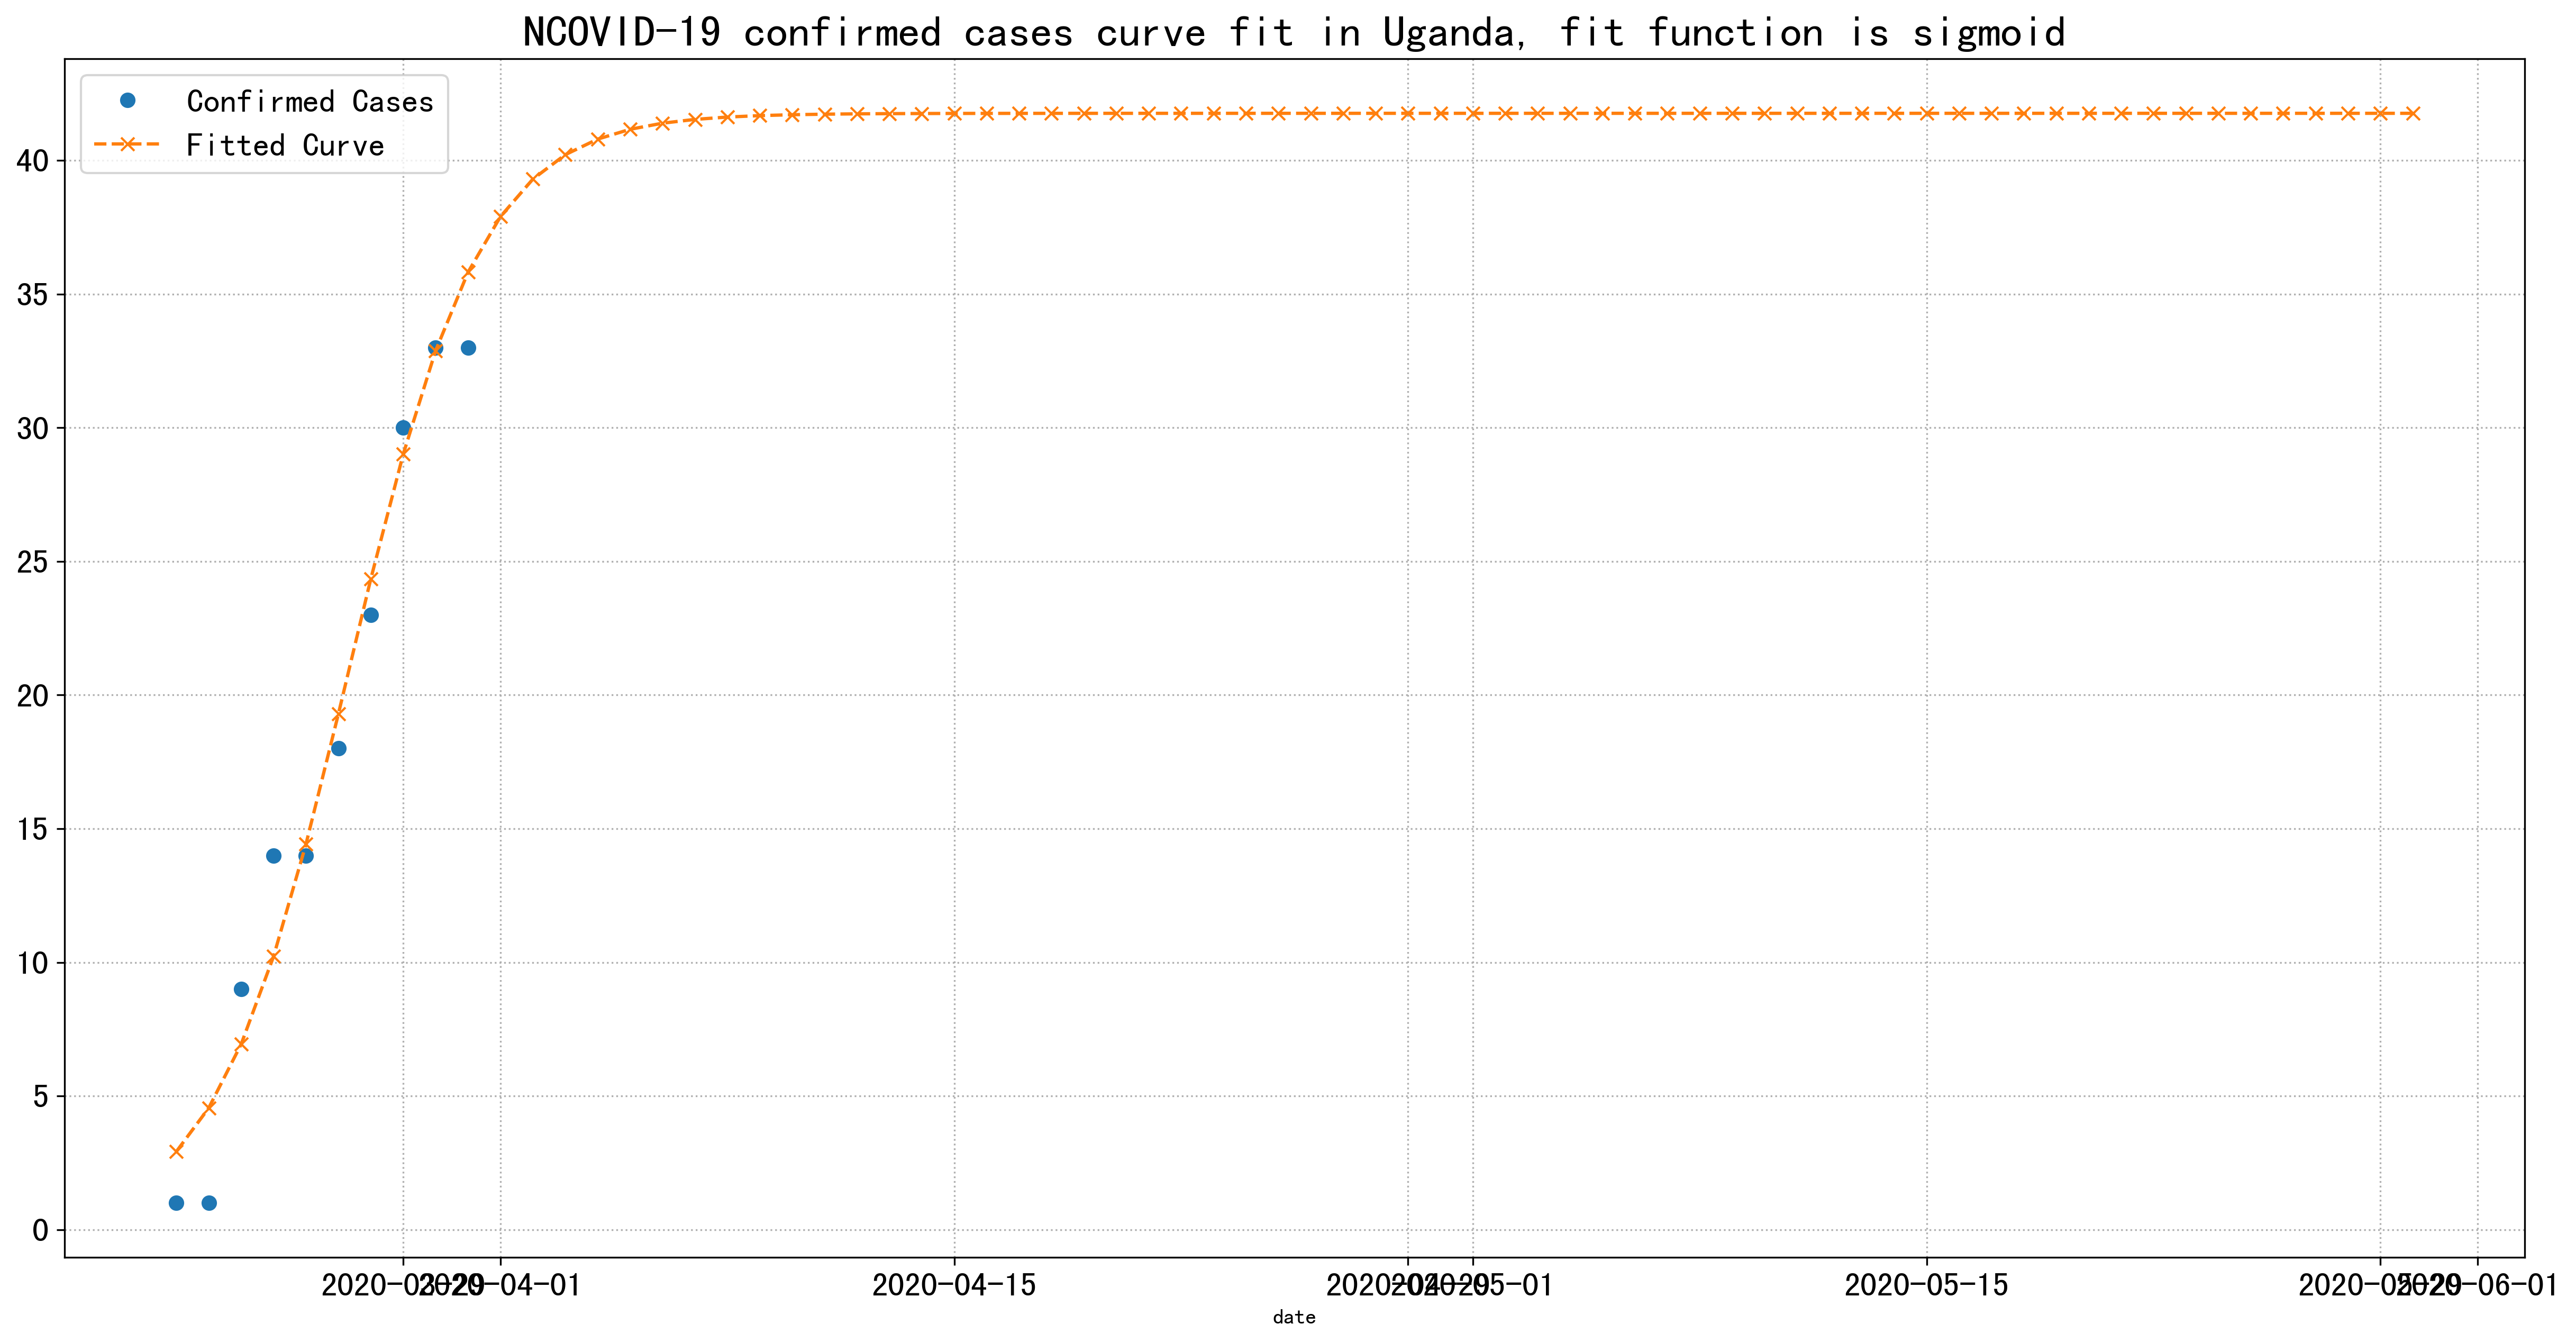 NCOVID-19 confirmed cases curve fit in Uganda, fit function is sigmoid
Confirmed Cases
Fitted Curve
40
35
30
25
20
15
10
5
0
2020-03-29 2020-04-01 2020-04-15 2020-04-29 2020-05-01 2020-05-15 2020-05-29 2020-06-01
date